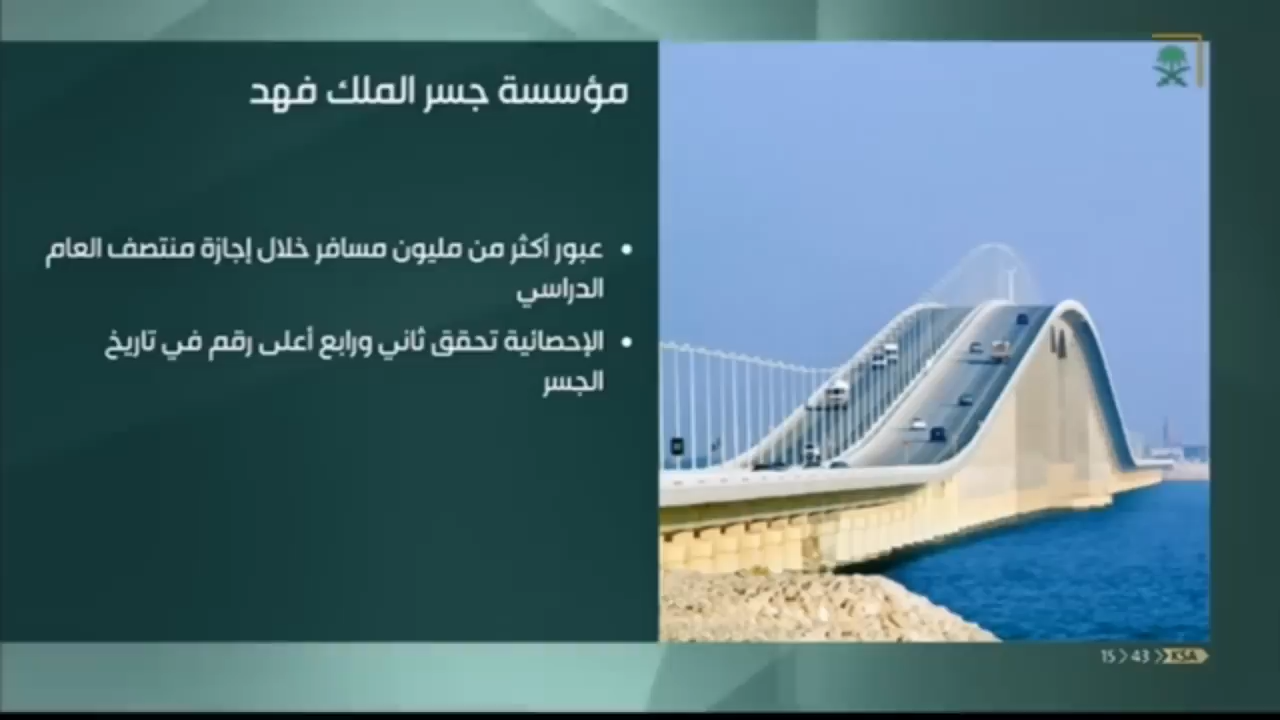 مؤسسة جسر الملك فهد
• عبور أكثر من مليون مسافر خلال إجازة منتصف العام
الدراسي
• الإحصائية تحقق ثاني ورابع أعلى رقم في تاريخ
الجسر
15 > 43 > KSA